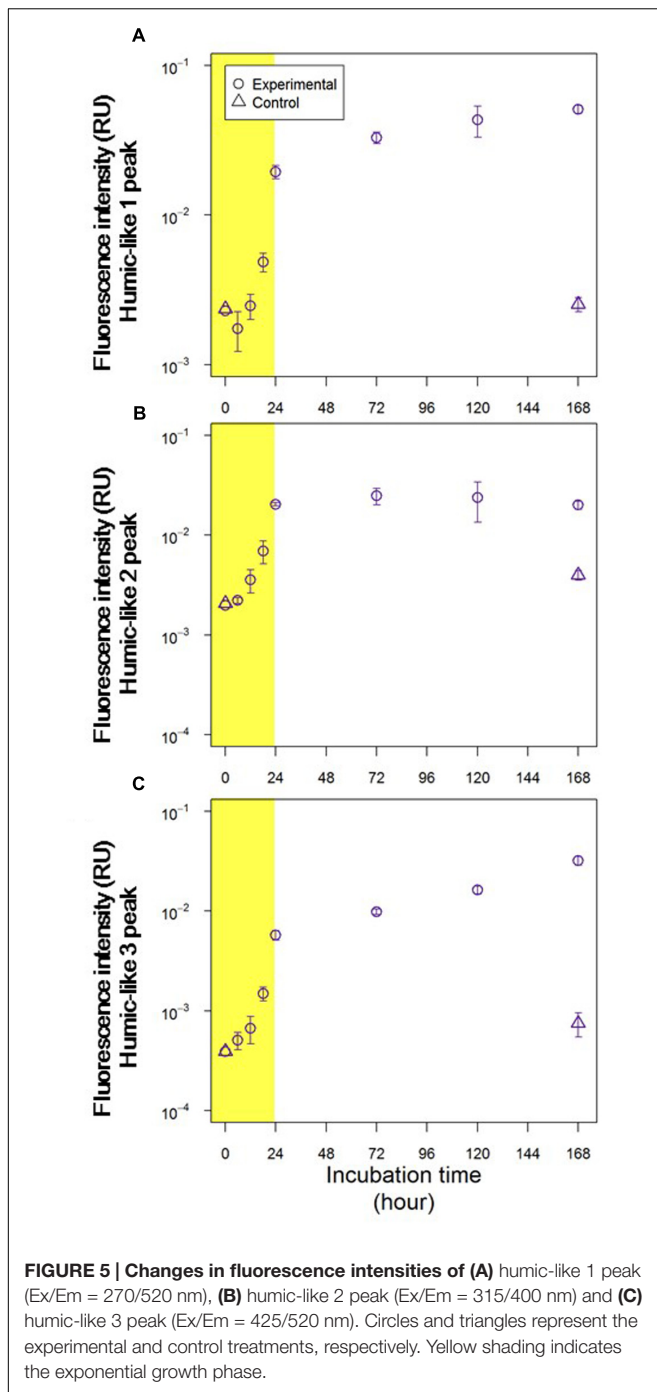 A
Fluorescence intensity (RU)
Humic-like 1 peak
10⁻¹
10⁻²
10⁻³
Experimental
Control
0 24 48 72 96 120 144 168
B
Fluorescence intensity (RU)
Humic-like 2 peak
10⁻¹
10⁻²
10⁻³
10⁻⁴
0 24 48 72 96 120 144 168
C
Fluorescence intensity (RU)
Humic-like 3 peak
10⁻¹
10⁻²
10⁻³
10⁻⁴
0 24 48 72 96 120 144 168
Incubation time
(hour)
FIGURE 5 | Changes in fluorescence intensities of (A) humic-like 1 peak
(Ex/Em = 270/520 nm), (B) humic-like 2 peak (Ex/Em = 315/400 nm) and (C)
humic-like 3 peak (Ex/Em = 425/520 nm). Circles and triangles represent the
experimental and control treatments, respectively. Yellow shading indicates
the exponential growth phase.